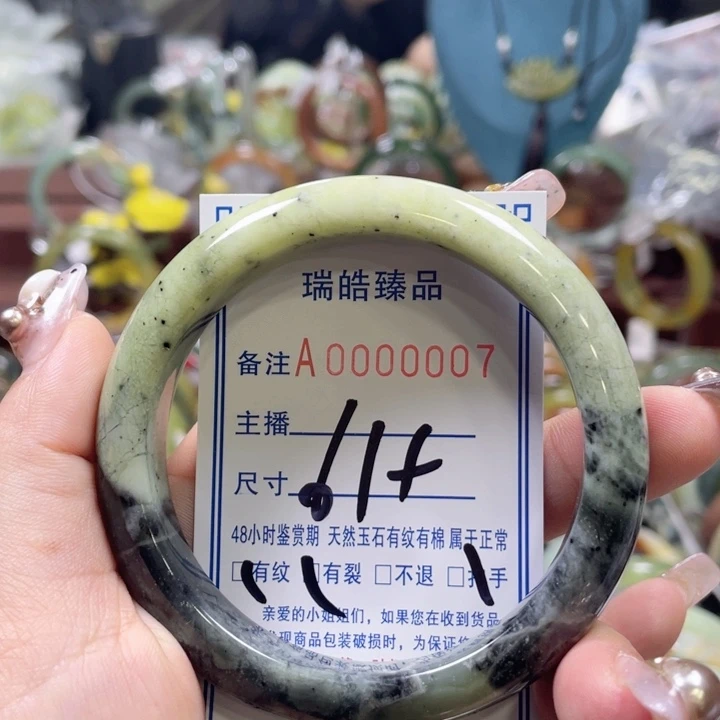 瑞皓臻品
备注A0000007
主播
尺寸
48小时鉴赏期 天然玉石有纹有棉 属于正常
□有纹 □有裂 □不退 □手
亲爱的小姐姐们,如果您在收到货品
现商品包装破损时,为保证